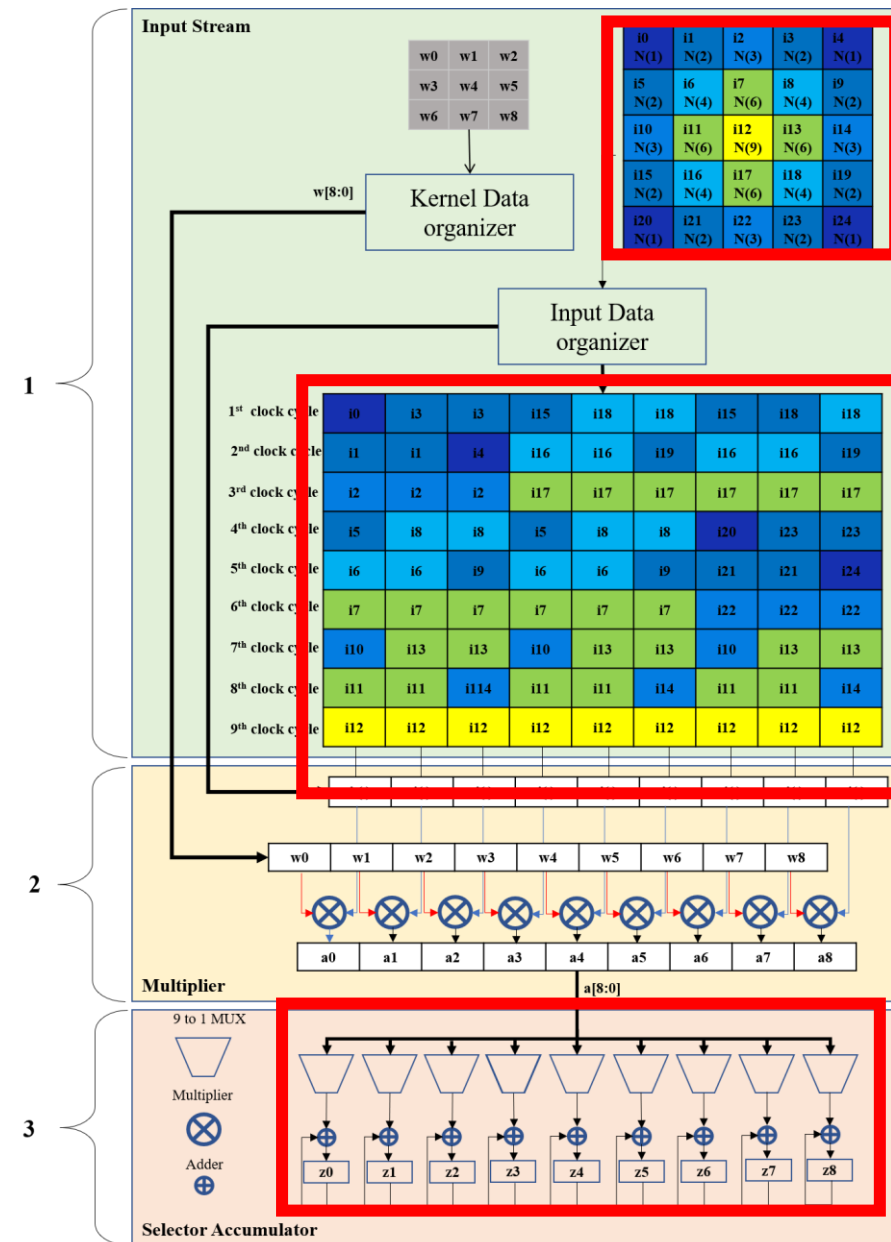 Input Stream
w0 w1 w2
w3 w4 w5
w6 w7 w8
i0 i1 i2 i3 i4
N(1) N(2) N(3) N(2) N(1)
i5 i6 i7 i8 i9
N(2) N(4) N(6) N(4) N(2)
i10 i11 i12 i13 i14
N(3) N(6) N(9) N(6) N(3)
i15 i16 i17 i18 i19
N(2) N(4) N(6) N(4) N(2)
i20 i21 i22 i23 i24
N(1) N(2) N(3) N(2) N(1)
w[8:0]
Kernel Data
organizer
Input Data
organizer
1
1st clock cycle i0 i3 i3 i15 i18 i18 i15 i18 i18
2nd clock cycle i1 i1 i4 i16 i16 i19 i16 i16 i19
3rd clock cycle i2 i2 i2 i17 i17 i17 i17 i17 i17
4th clock cycle i5 i8 i8 i5 i8 i8 i20 i23 i23
5th clock cycle i6 i6 i9 i6 i6 i9 i21 i21 i24
6th clock cycle i7 i7 i7 i7 i7 i7 i22 i22 i22
7th clock cycle i10 i13 i13 i10 i13 i13 i10 i13 i13
8th clock cycle i11 i11 i114 i11 i11 i14 i11 i11 i14
9th clock cycle i12 i12 i12 i12 i12 i12 i12 i12 i12
2
w0 w1 w2 w3 w4 w5 w6 w7 w8
a0 a1 a2 a3 a4 a5 a6 a7 a8
Multiplier
a[8:0]
3
9 to 1 MUX
Multiplier
Adder
z0 z1 z2 z3 z4 z5 z6 z7 z8
Selector Accumulator